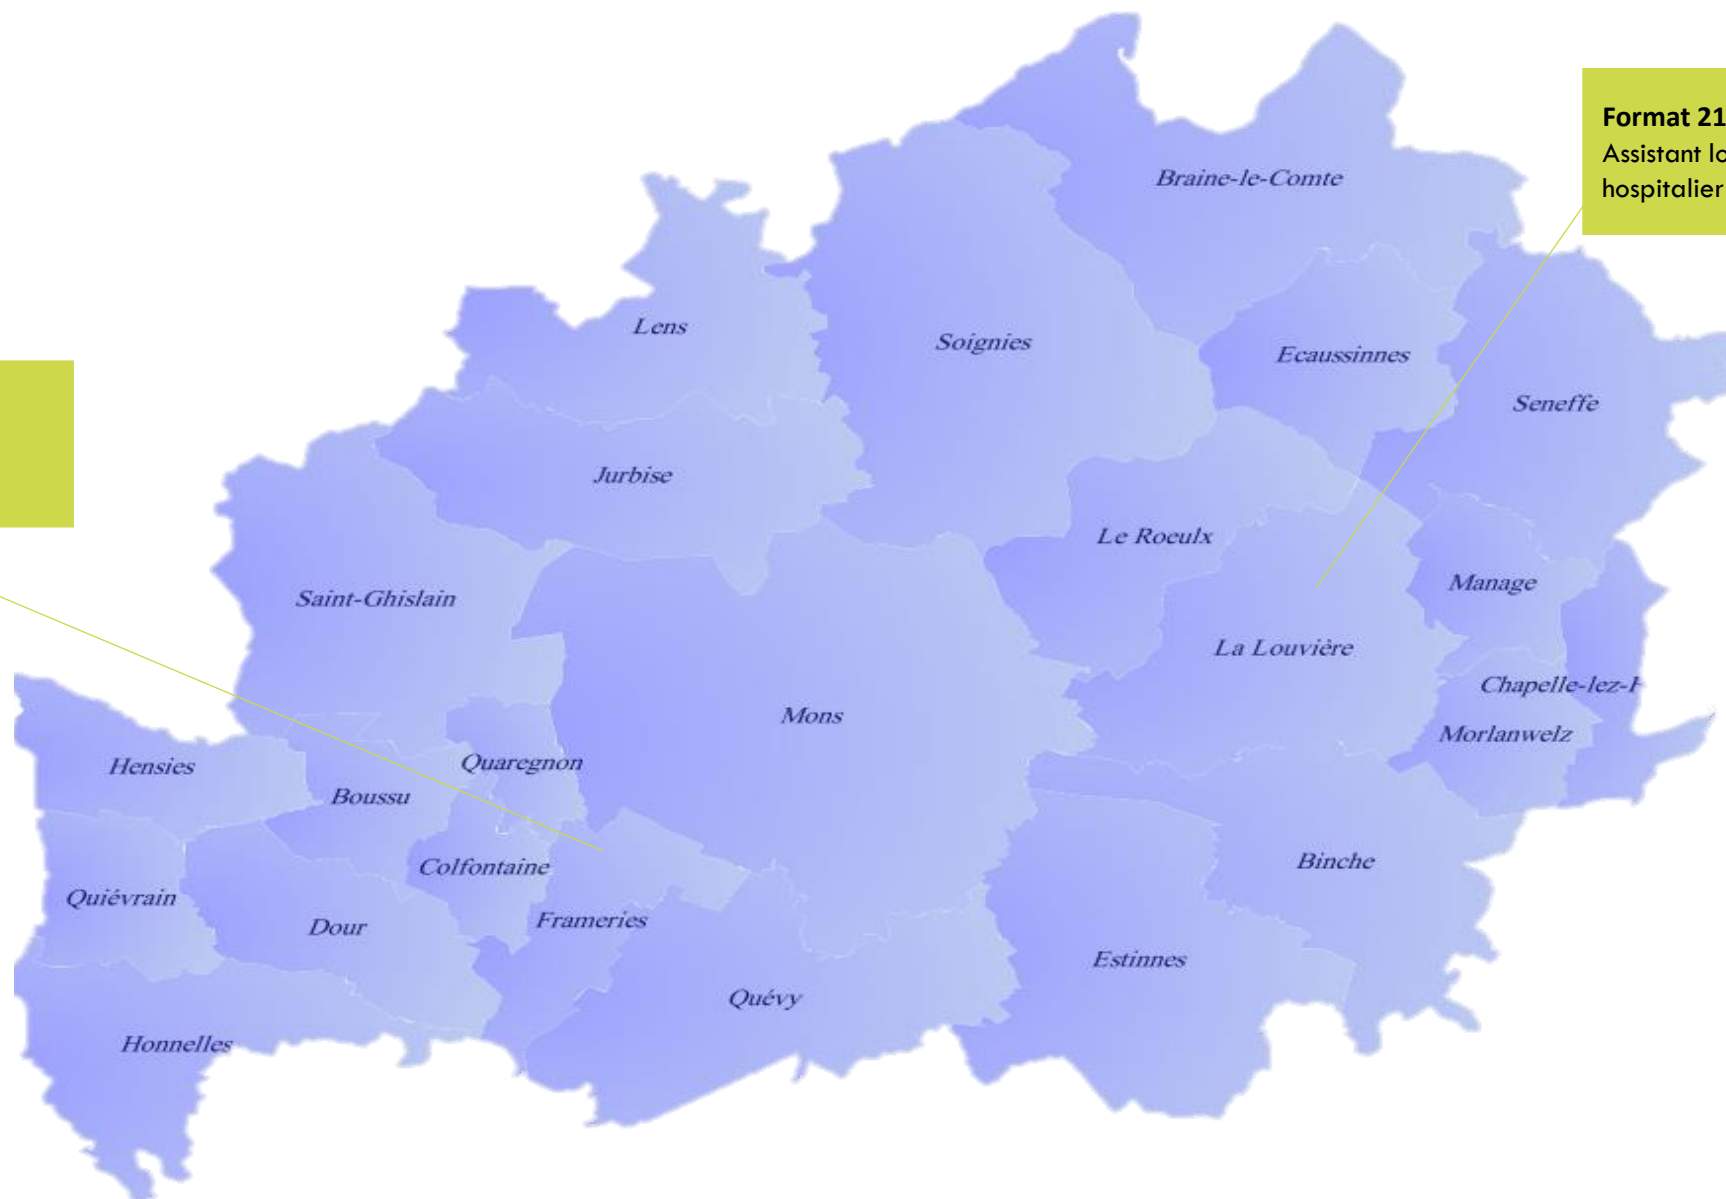 Format 21
Assistant
hospitalier
Braine-le-Comte
Lens
Soignies
Ecaussinnes
Seneffe
Jurbise
Le Roeulx
Saint-Ghislain
Manage
La Louvière
Chapelle-lez-
Mons
Morlanwelz
Hensies
Quaregnon
Boussu
Colfontaine
Binche
Quiévrain
Frameries
Dour
Estinnes
Quévy
Honnelles